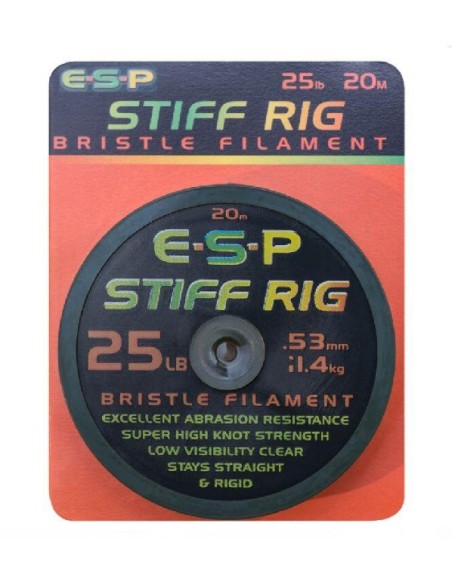 E·S·P 25lb 20M
STIFF RIG
BRISTLE FILAMENT
20m
E·S·P
STIFF RIG
25LB
.53mm
11.4kg
BRISTLE FILAMENT
EXCELLENT ABRASION RESISTANCE
SUPER HIGH KNOT STRENGTH
LOW VISIBILITY CLEAR
STAYS STRAIGHT
& RIGID